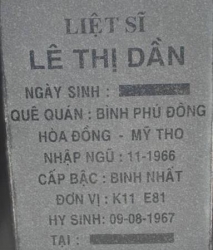 LIỆT SĨ
LÊ THỊ DẦN
NGÀY SINH :
QUÊ QUÁN : BÌNH PHÚ ĐÔNG
HÒA ĐỒNG - MỸ THO
NHẬP NGŨ : 11-1966
CẤP BẬC : BINH NHẤT
ĐƠN VỊ : K11 E81
HY SINH: 09-08-1967
TẠI :